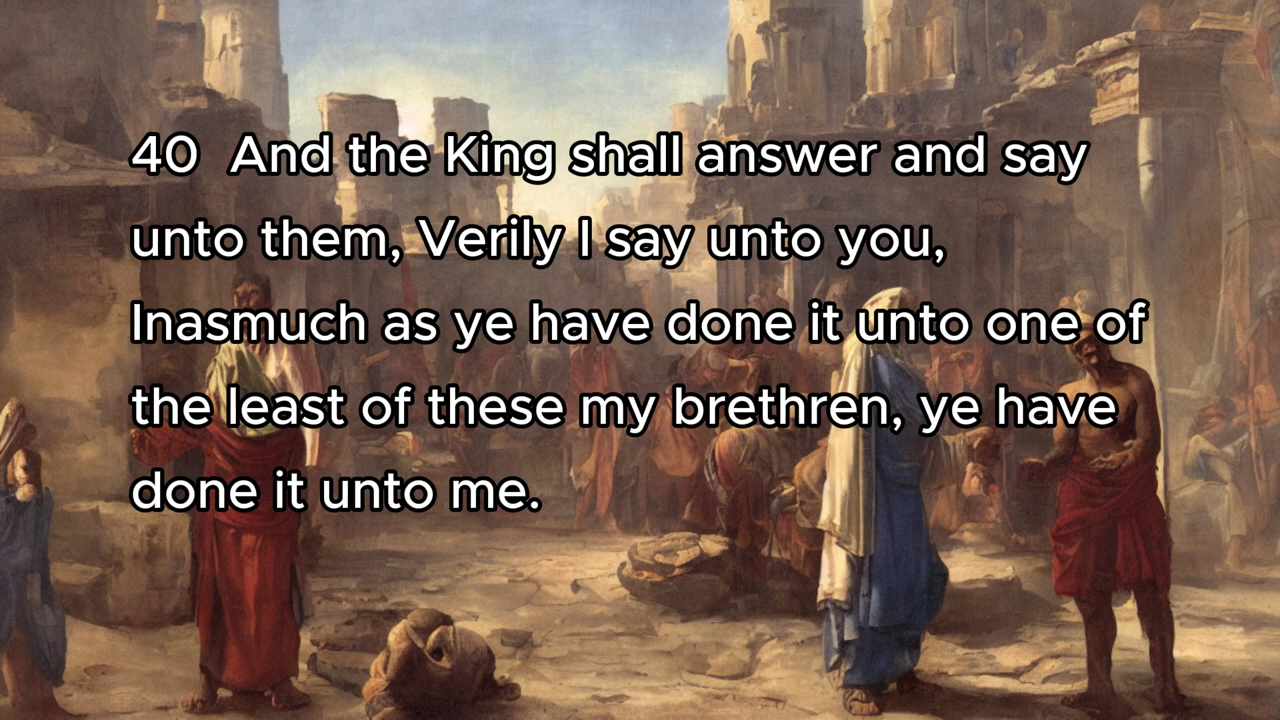 40  And the King shall answer and say
unto them, Verily I say unto you,
Inasmuch as ye have done it unto one of
the least of these my brethren, ye have
done it unto me.